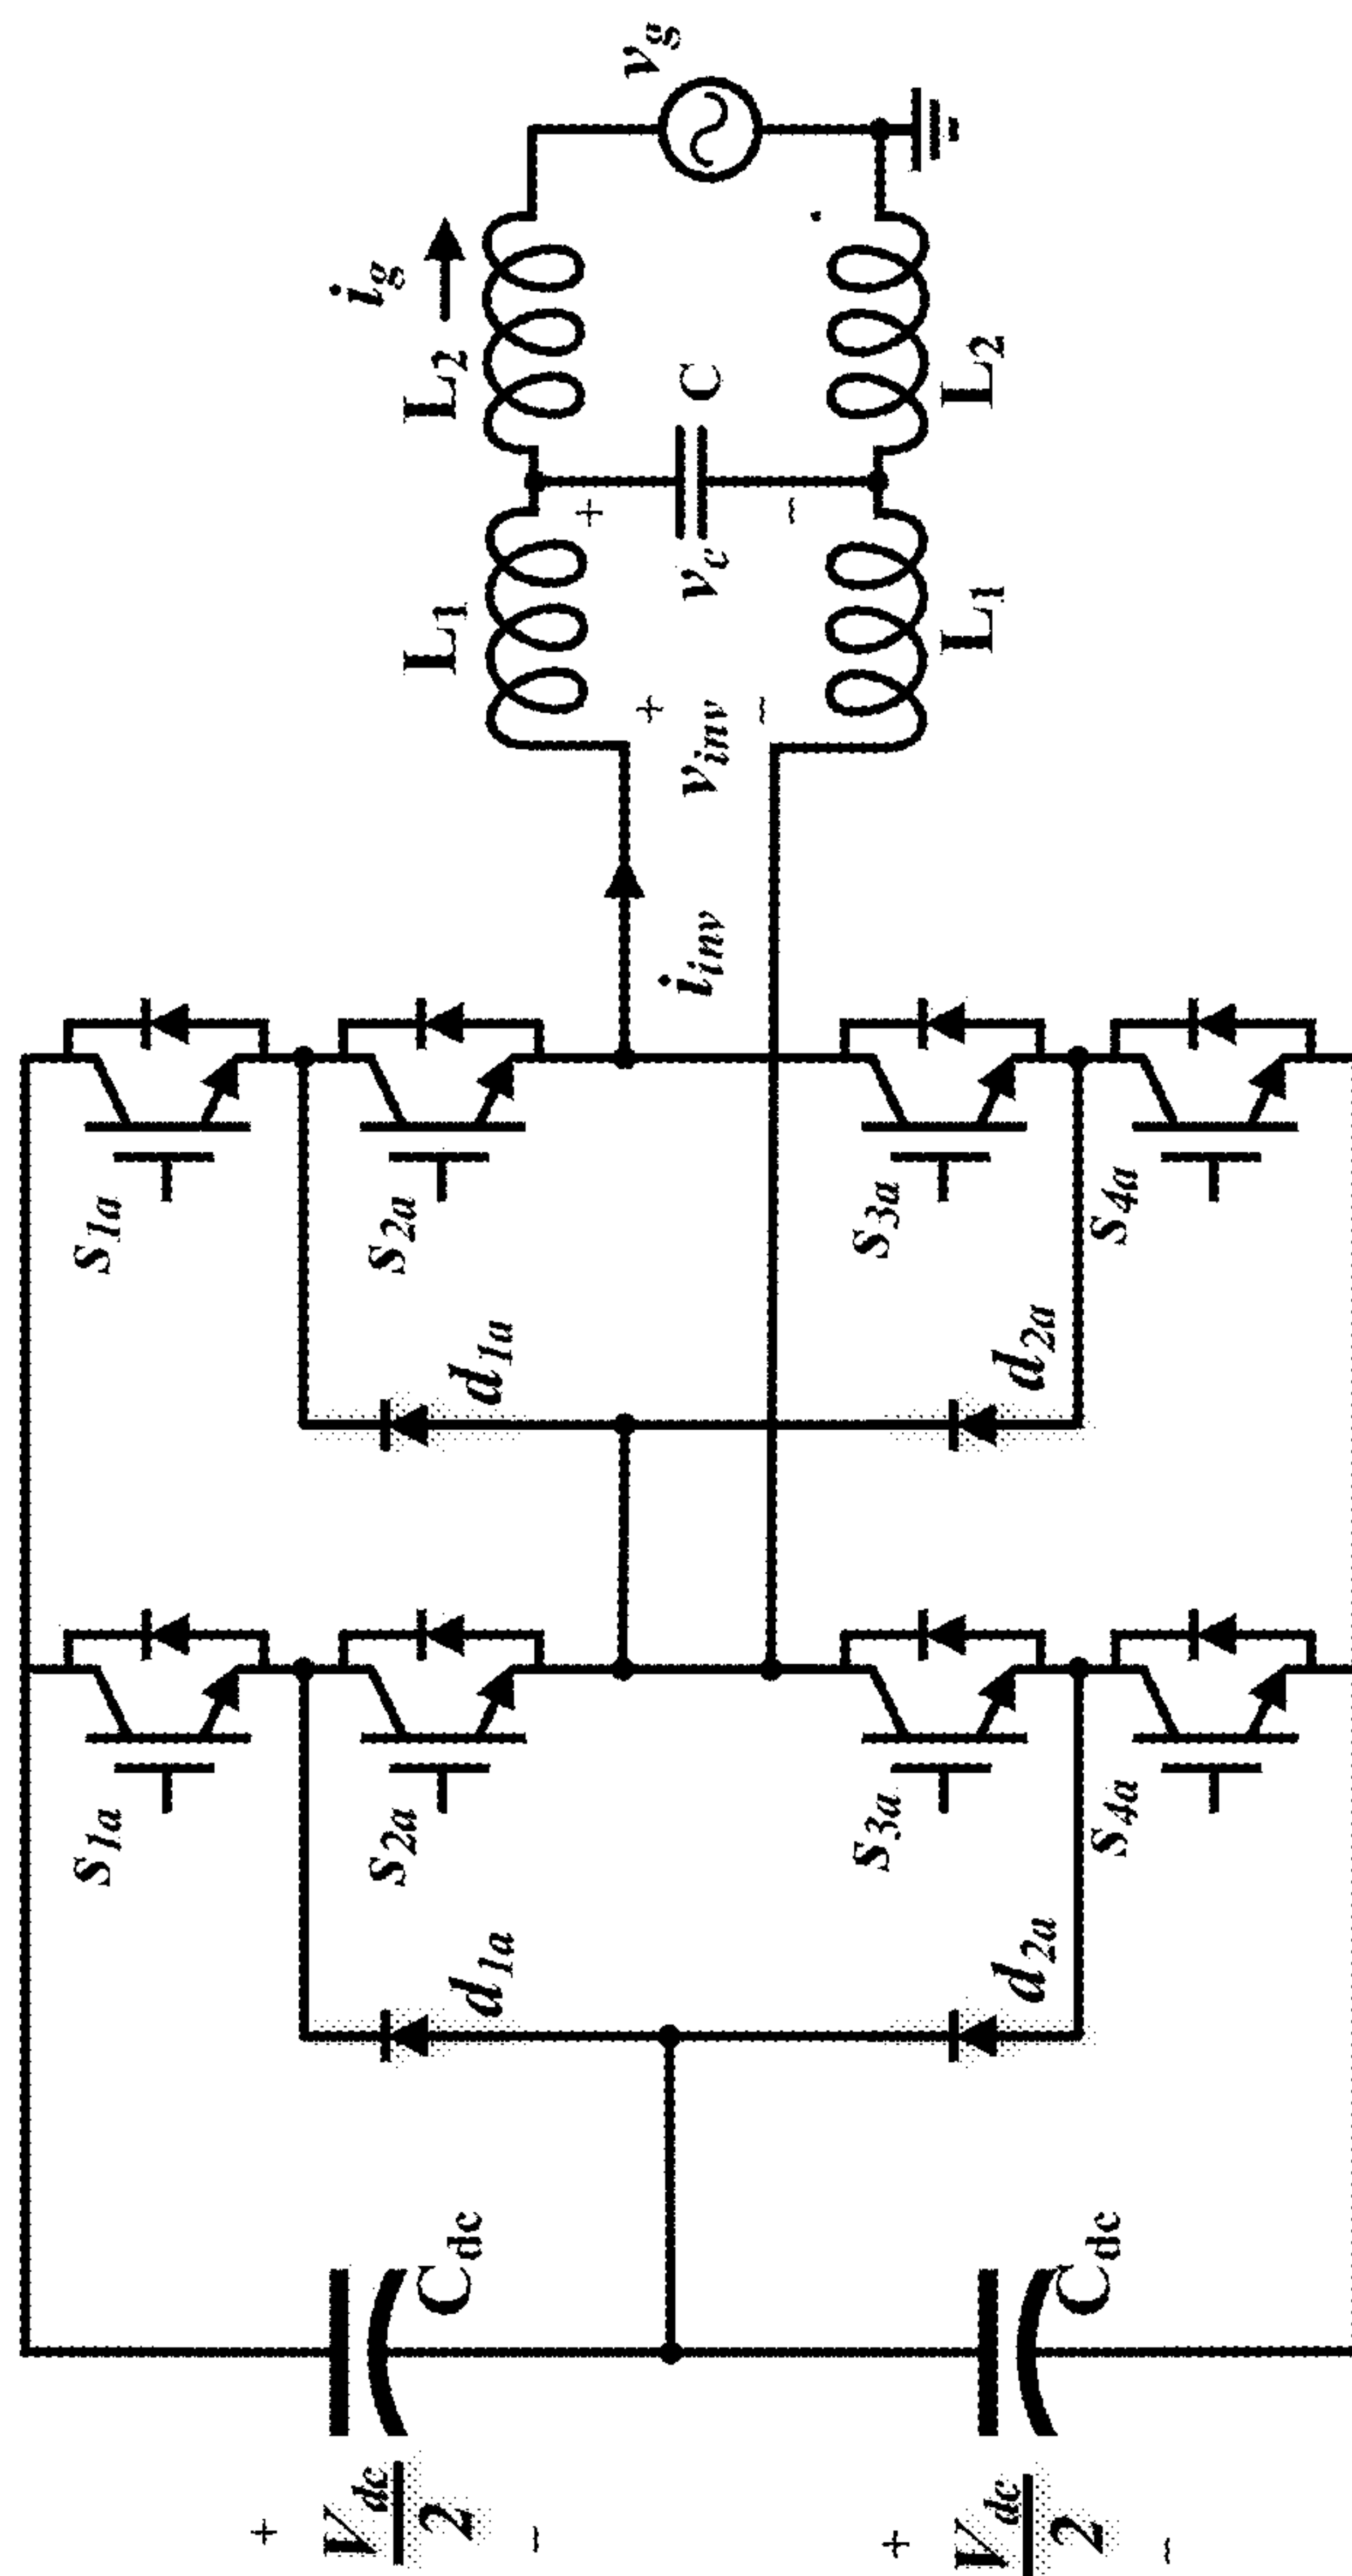 +
V_dc/2
−
C_dc
+
V_dc/2
−
C_dc
d_1a
d_2a
s_1a
s_2a
s_3a
s_4a
d_1a
d_2a
s_1a
s_2a
s_3a
s_4a
i_inv
+
v_inv
−
L_1
L_1
+
v_c
−
C
L_2
L_2
i_g
v_g